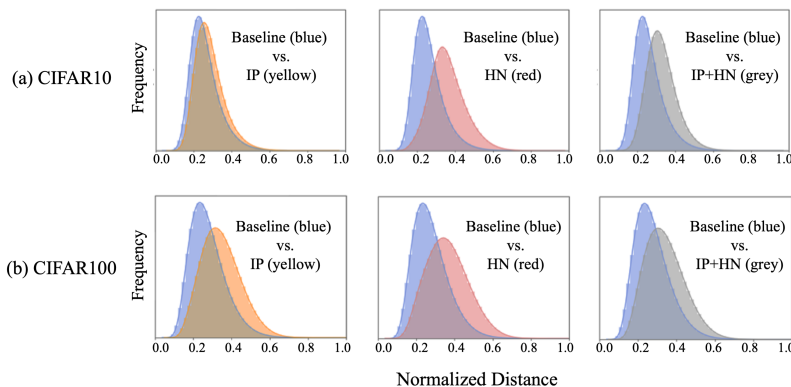 Baseline (blue)
vs.
IP (yellow)
Baseline (blue)
vs.
HN (red)
Baseline (blue)
vs.
IP+HN (grey)
(a) CIFAR10
Frequency
0.0 0.2 0.4 0.6 0.8 1.0
0.0 0.2 0.4 0.6 0.8 1.0
0.0 0.2 0.4 0.6 0.8 1.0
Baseline (blue)
vs.
IP (yellow)
Baseline (blue)
vs.
HN (red)
Baseline (blue)
vs.
IP+HN (grey)
(b) CIFAR100
Frequency
0.0 0.2 0.4 0.6 0.8 1.0
0.0 0.2 0.4 0.6 0.8 1.0
0.0 0.2 0.4 0.6 0.8 1.0
Normalized Distance